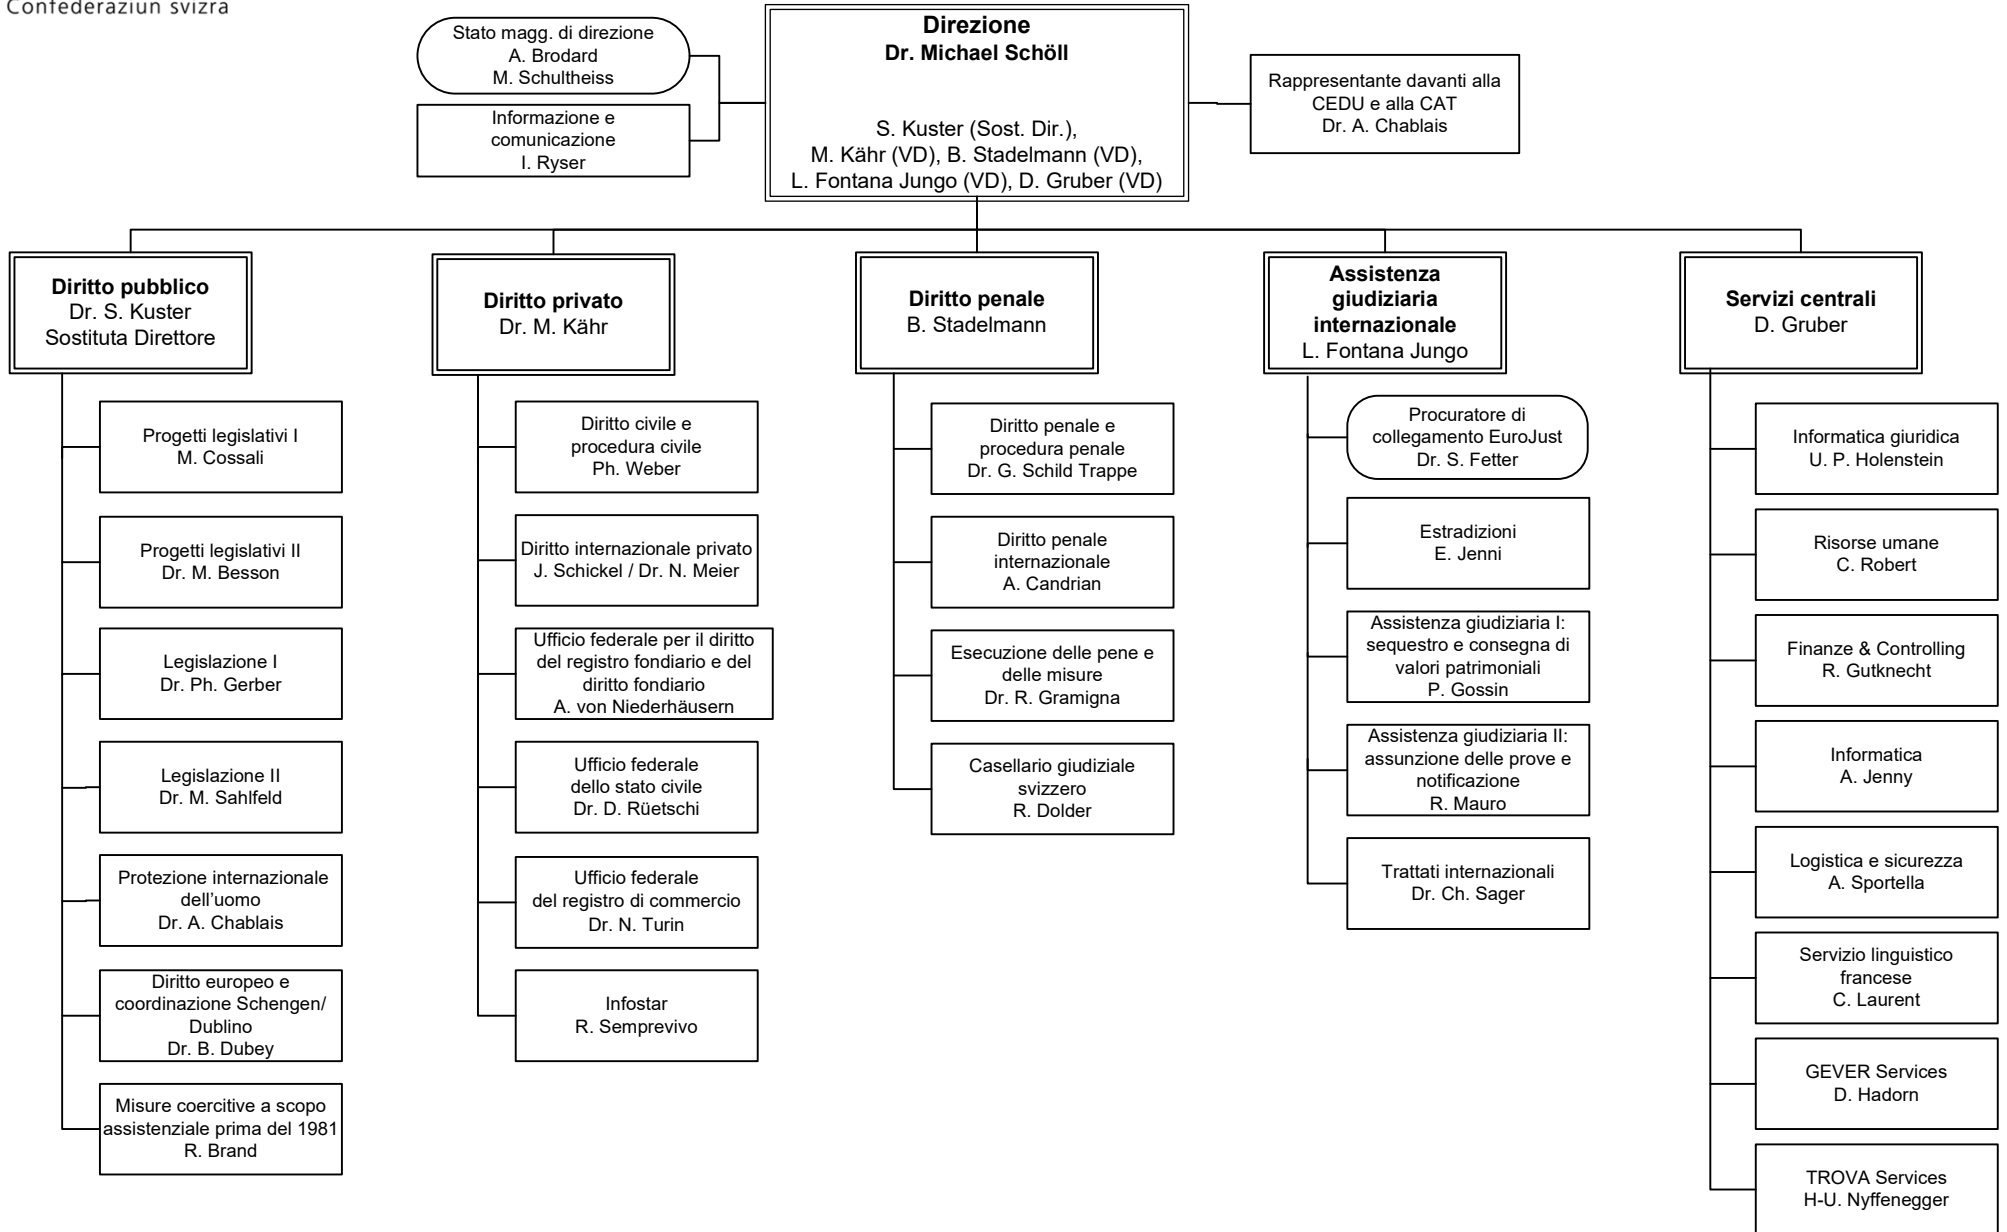 Confederaziun svizra
Stato magg. di direzione
A. Brodard
M. Schultheiss
Informazione e
comunicazione
I. Ryser
Direzione
Dr. Michael Schöll
S. Kuster (Sost. Dir.),
M. Kähr (VD), B. Stadelmann (VD),
L. Fontana Jungo (VD), D. Gruber (VD)
Rappresentante davanti alla
CEDU e alla CAT
Dr. A. Chablais
Diritto pubblico
Dr. S. Kuster
Sostituta Direttore
Progetti legislativi I
M. Cossali
Progetti legislativi II
Dr. M. Besson
Legislazione I
Dr. Ph. Gerber
Legislazione II
Dr. M. Sahlfeld
Protezione internazionale
dell'uomo
Dr. A. Chablais
Diritto europeo e
coordinazione Schengen/
Dublino
Dr. B. Dubey
Misure coercitive a scopo
assistenziale prima del 1981
R. Brand
Diritto privato
Dr. M. Kähr
Diritto civile e
procedura civile
Ph. Weber
Diritto internazionale privato
J. Schickel / Dr. N. Meier
Ufficio federale per il diritto
del registro fondiario e del
diritto fondiario
A. von Niederhäusern
Ufficio federale
dello stato civile
Dr. D. Rüetschi
Ufficio federale
del registro di commercio
Dr. N. Turin
Infostar
R. Semprevivo
Diritto penale
B. Stadelmann
Diritto penale e
procedura penale
Dr. G. Schild Trappe
Diritto penale
internazionale
A. Candrian
Esecuzione delle pene e
delle misure
Dr. R. Gramigna
Casellario giudiziale
svizzero
R. Dolder
Assistenza
giudiziaria
internazionale
L. Fontana Jungo
Procuratore di
collegamento EuroJust
Dr. S. Fetter
Estradizioni
E. Jenni
Assistenza giudiziaria I:
sequestro e consegna di
valori patrimoniali
P. Gossin
Assistenza giudiziaria II:
assunzione delle prove e
notificazione
R. Mauro
Trattati internazionali
Dr. Ch. Sager
Servizi centrali
D. Gruber
Informatica giuridica
U. P. Holenstein
Risorse umane
C. Robert
Finanze & Controlling
R. Gutknecht
Informatica
A. Jenny
Logistica e sicurezza
A. Sportella
Servizio linguistico
francese
C. Laurent
GEVER Services
D. Hadorn
TROVA Services
H-U. Nyffenegger